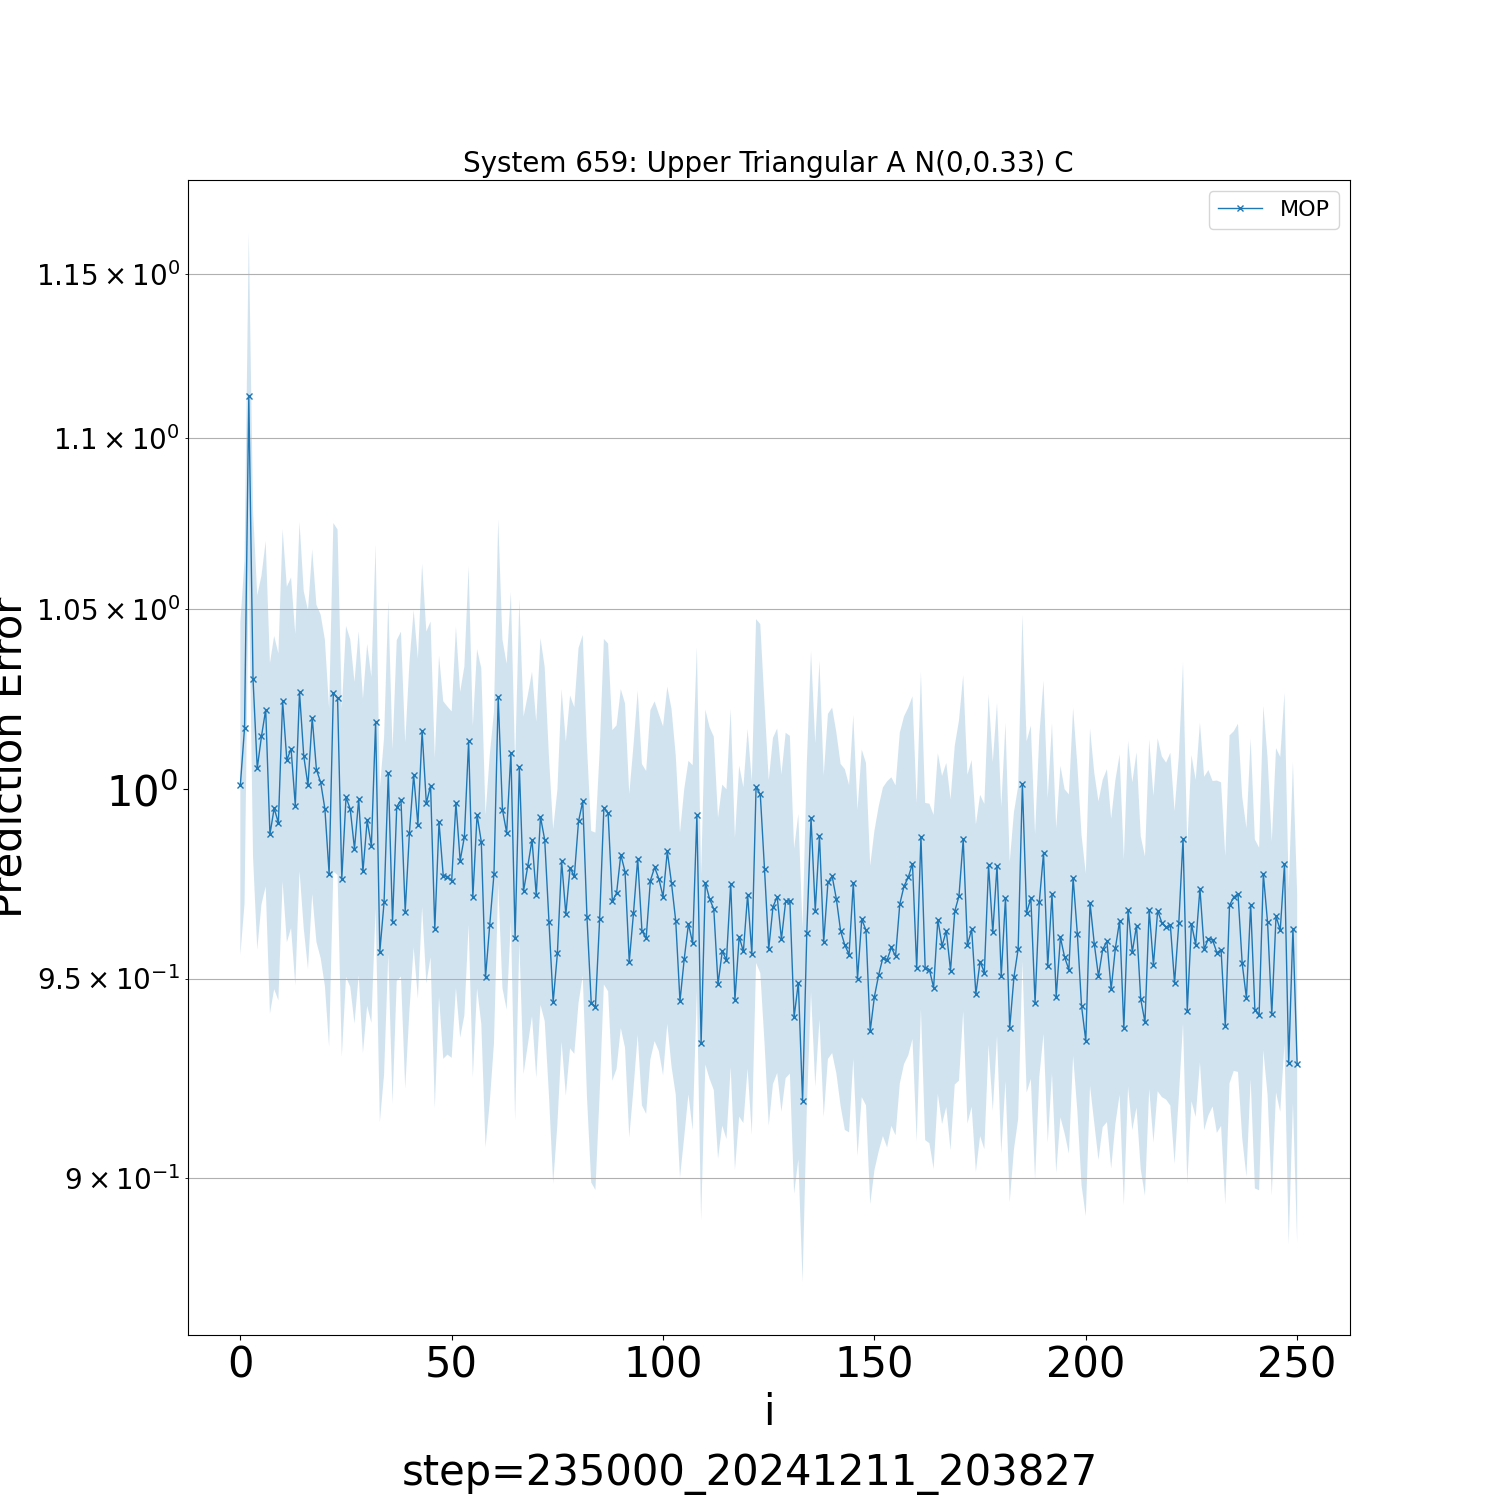 System 659: Upper Triangular A N(0,0.33) C
MOP
Prediction Error
1.15 × 10⁰
1.1 × 10⁰
1.05 × 10⁰
10⁰
9.5 × 10⁻¹
9 × 10⁻¹
0 50 100 150 200 250
i
step=235000_20241211_203827